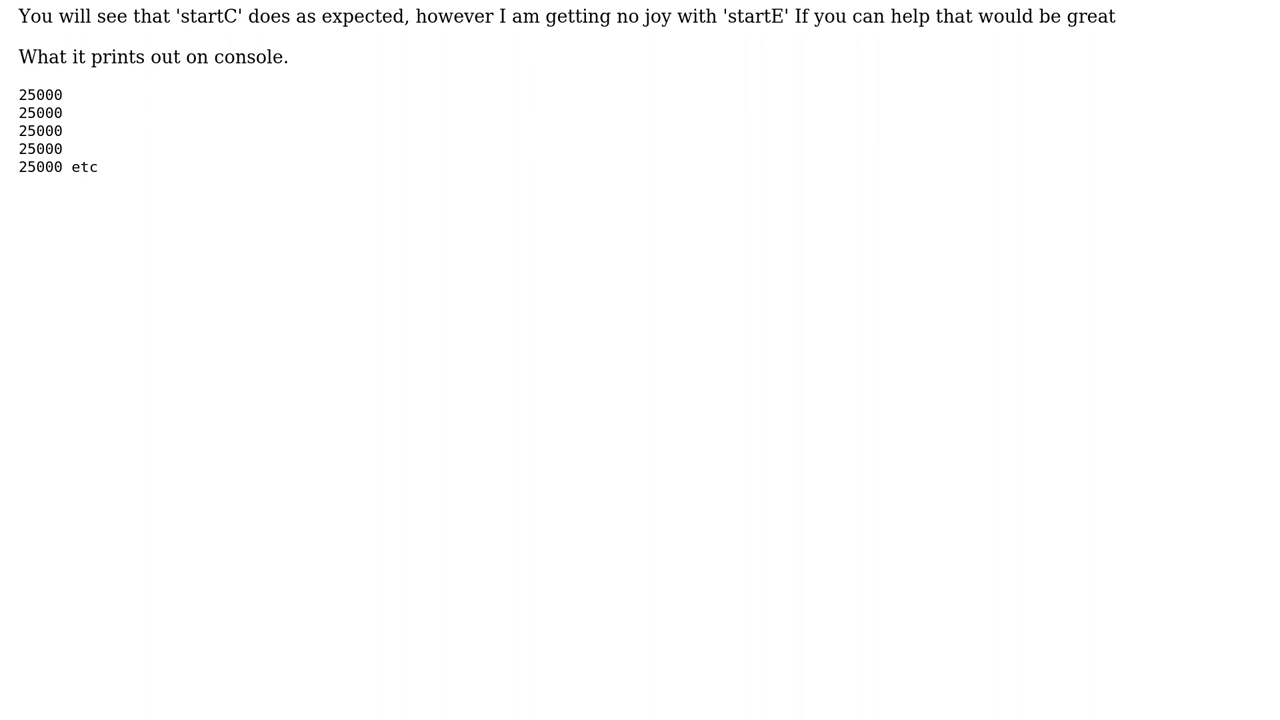 You will see that 'startC' does as expected, however I am getting no joy with 'startE' If you can help that would be great
What it prints out on console.
25000
25000
25000
25000
25000 etc